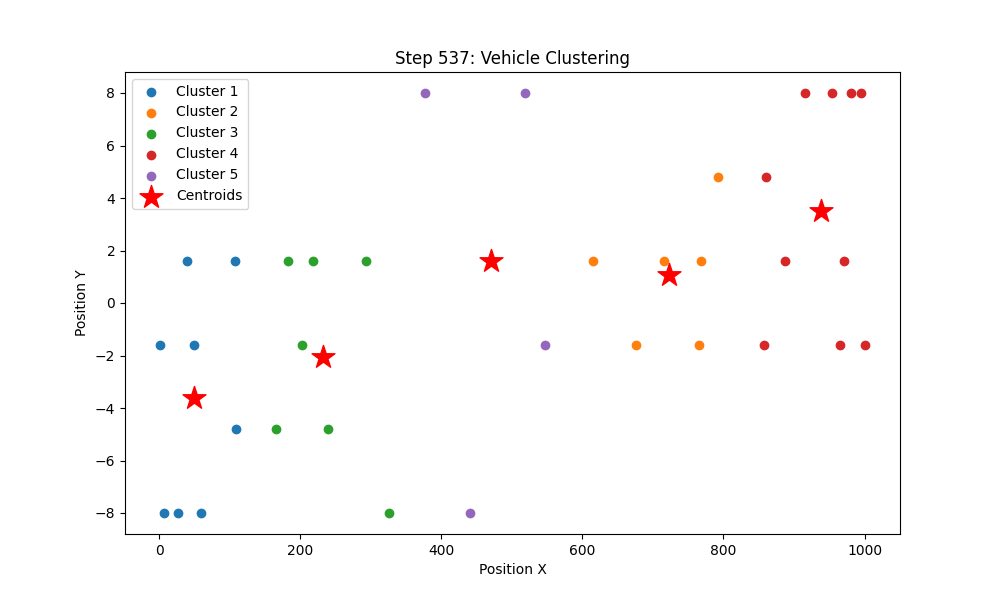 Step 537: Vehicle Clustering
Cluster 1
Cluster 2
Cluster 3
Cluster 4
Cluster 5
Centroids
8
6
4
2
0
−2
−4
−6
−8
Position Y
0 200 400 600 800 1000
Position X